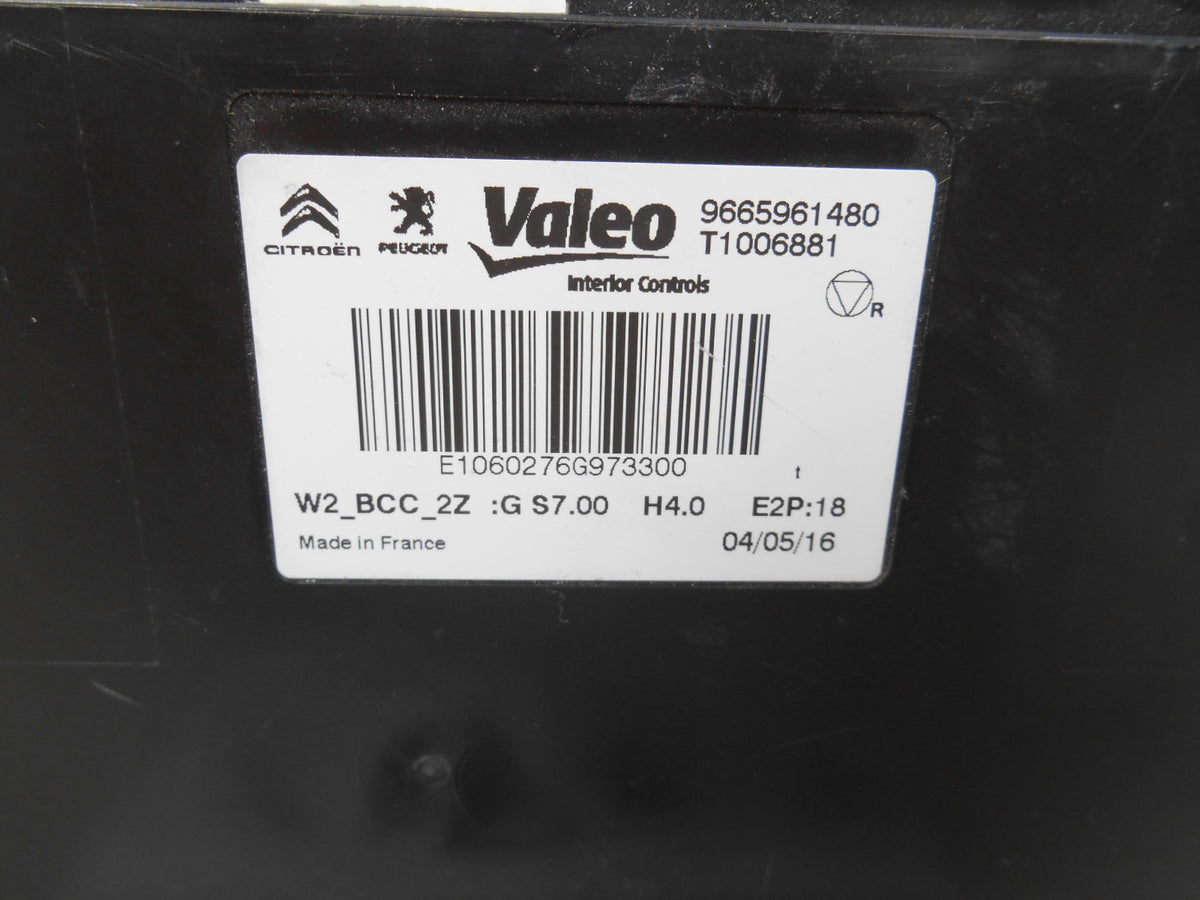 CITROËN
PEUGEOT
Valeo
Interior Controls
9665961480
T1006881
R
E1060276G973300
t
W2_BCC_2Z :G S7.00 H4.0 E2P:18
Made in France
04/05/16